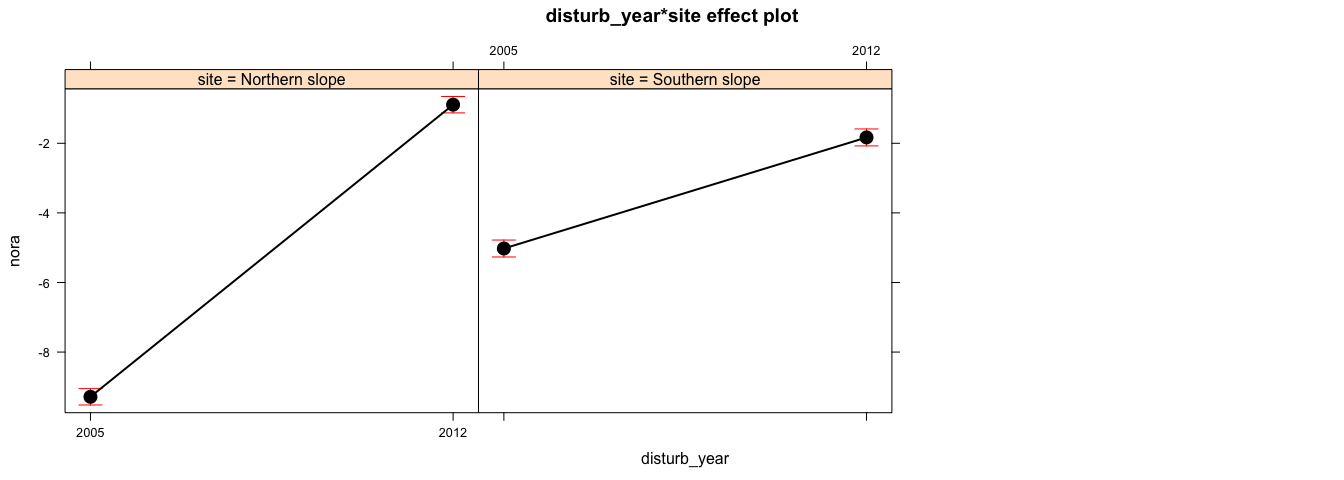 disturb_year*site effect plot
2005 2012
site = Northern slope site = Southern slope
-2
-4
-6
-8
nora
2005 2012
disturb_year